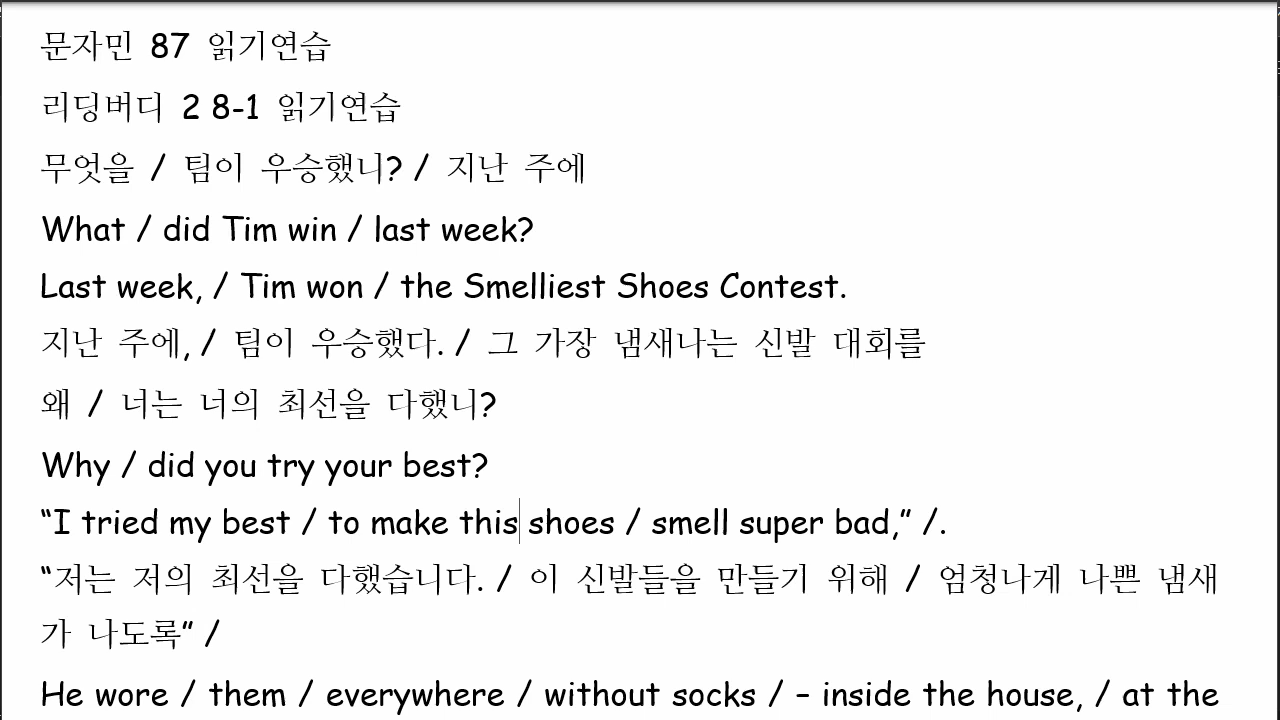 문자민 87 읽기연습
리딩버디 2 8-1 읽기연습
무엇을 / 팀이 우승했니? / 지난 주에
What / did Tim win / last week?
Last week, / Tim won / the Smelliest Shoes Contest.
지난 주에, / 팀이 우승했다. / 그 가장 냄새나는 신발 대회를
왜 / 너는 너의 최선을 다했니?
Why / did you try your best?
“I tried my best / to make this shoes / smell super bad,” /.
“저는 저의 최선을 다했습니다. / 이 신발들을 만들기 위해 / 엄청나게 나쁜 냄새
가 나도록” /
He wore / them / everywhere / without socks / – inside the house, / at the